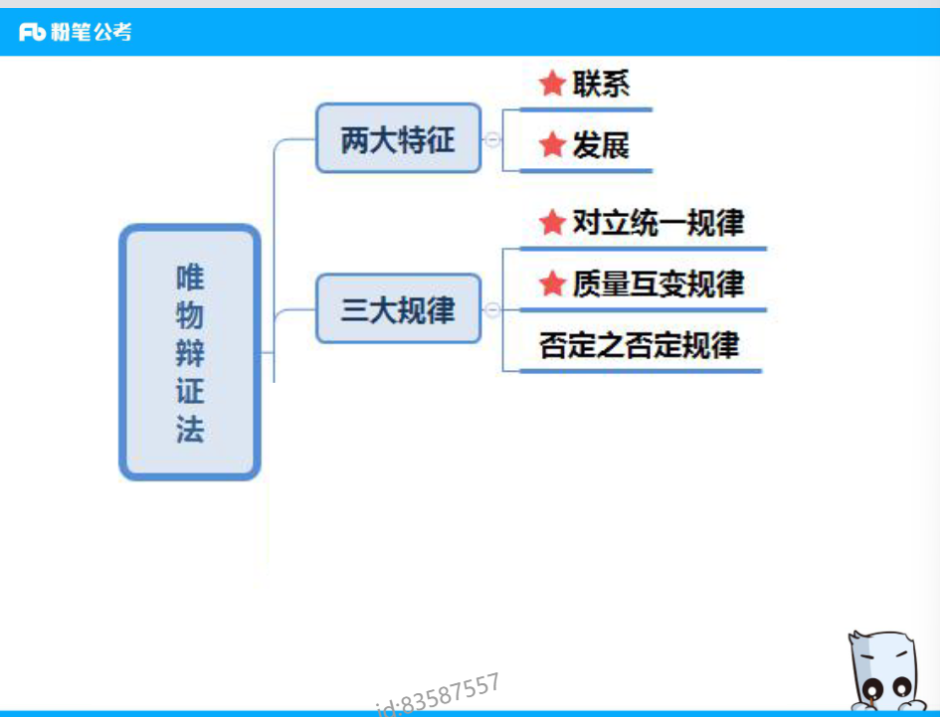 粉笔公考
联系
两大特征
发展
对立统一规律
唯物辩证法
质量互变规律
三大规律
否定之否定规律
id:83587557